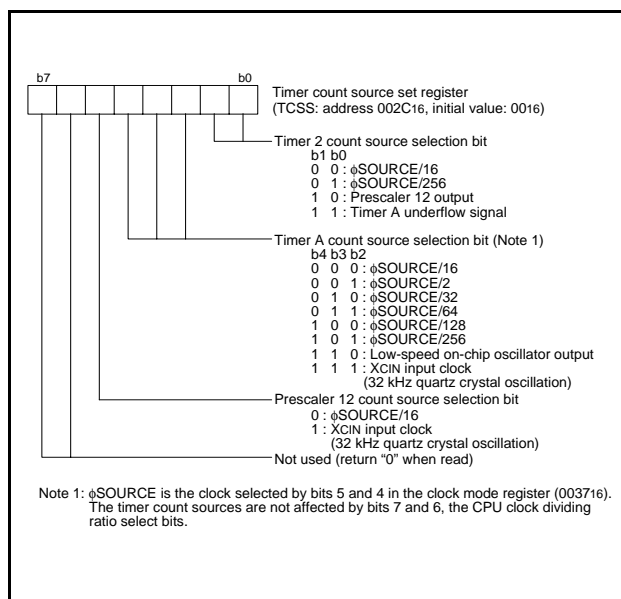 b7 b0
Timer count source set register
(TCSS: address 002C16, initial value: 0016)
Timer 2 count source selection bit
b1 b0
0 0 : φSOURCE/16
0 1 : φSOURCE/256
1 0 : Prescaler 12 output
1 1 : Timer A underflow signal
Timer A count source selection bit (Note 1)
b4 b3 b2
0 0 0 : φSOURCE/16
0 0 1 : φSOURCE/2
0 1 0 : φSOURCE/32
0 1 1 : φSOURCE/64
1 0 0 : φSOURCE/128
1 0 1 : φSOURCE/256
1 1 0 : Low-speed on-chip oscillator output
1 1 1 : XCIN input clock
(32 kHz quartz crystal oscillation)
Prescaler 12 count source selection bit
0 : φSOURCE/16
1 : XCIN input clock
(32 kHz quartz crystal oscillation)
Not used (return “0” when read)
Note 1: φSOURCE is the clock selected by bits 5 and 4 in the clock mode register (003716).
The timer count sources are not affected by bits 7 and 6, the CPU clock dividing
ratio select bits.